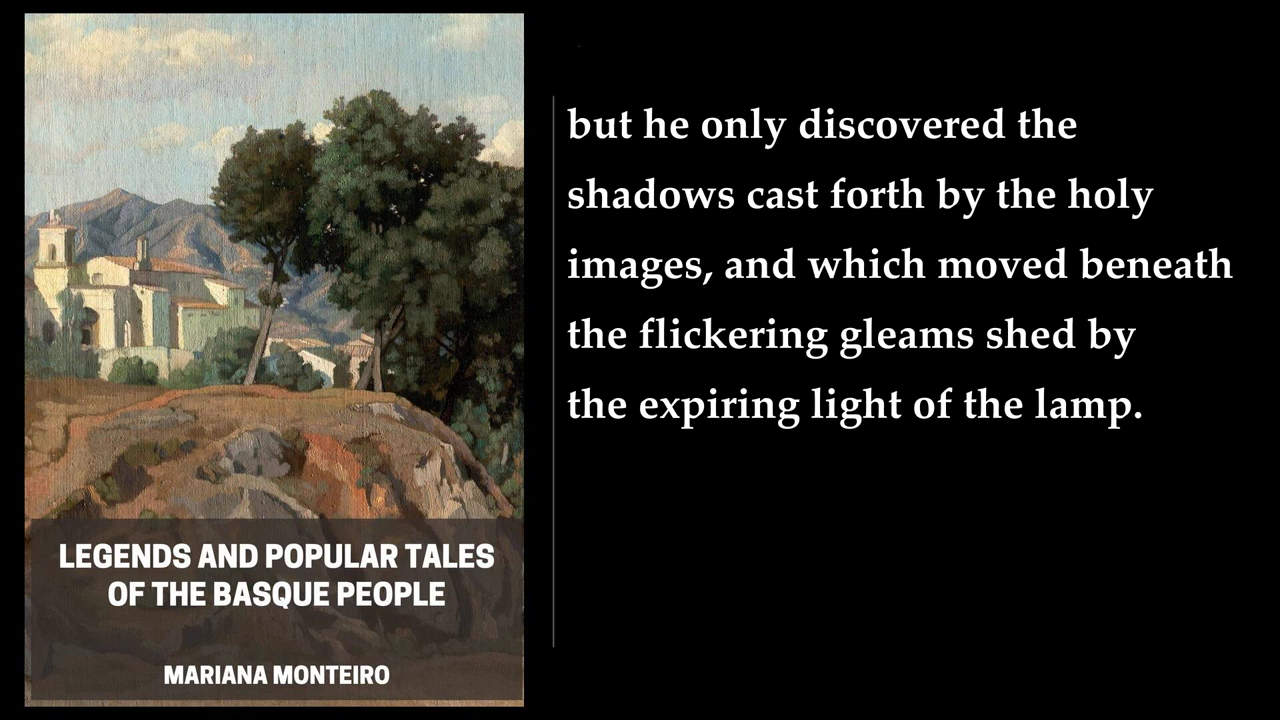 but he only discovered the
shadows cast forth by the holy
images, and which moved beneath
the flickering gleams shed by
the expiring light of the lamp.
LEGENDS AND POPULAR TALES
OF THE BASQUE PEOPLE
MARIANA MONTEIRO